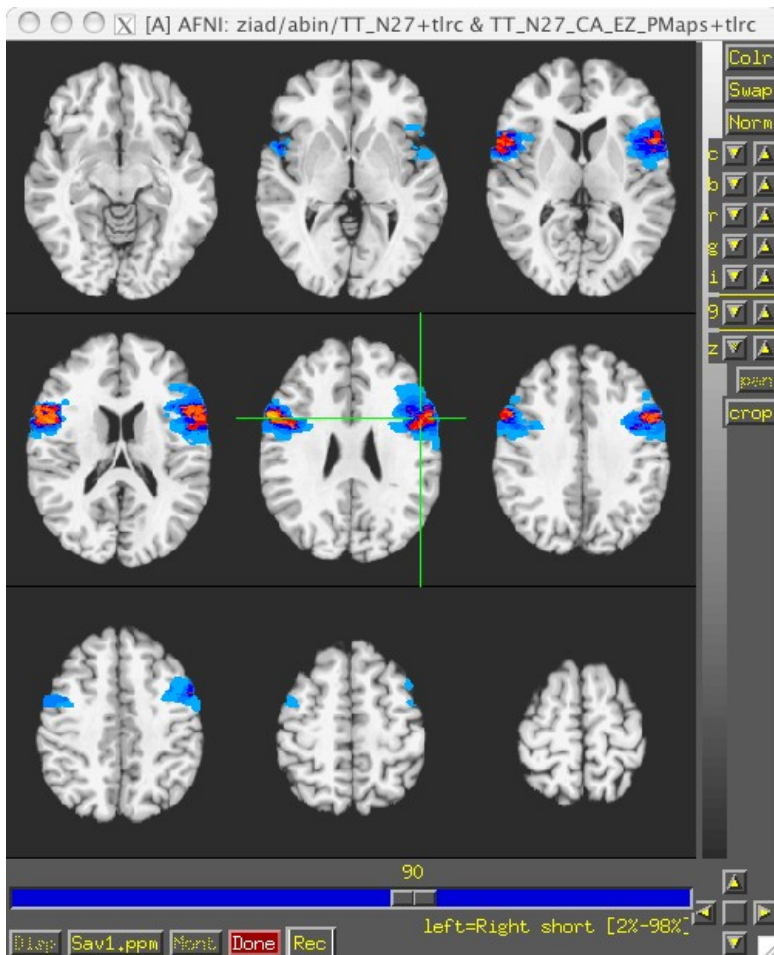 X [A] AFNI: ziad/abin/TT_N27+tlrc & TT_N27_CA_EZ_PMaps+tlrc
Colr
Swap
Norm
c
b
r
g
i
9
z
pan
crop
90
left=Right short [2%-98%]
Disp Sav1.ppm Mont Done Rec